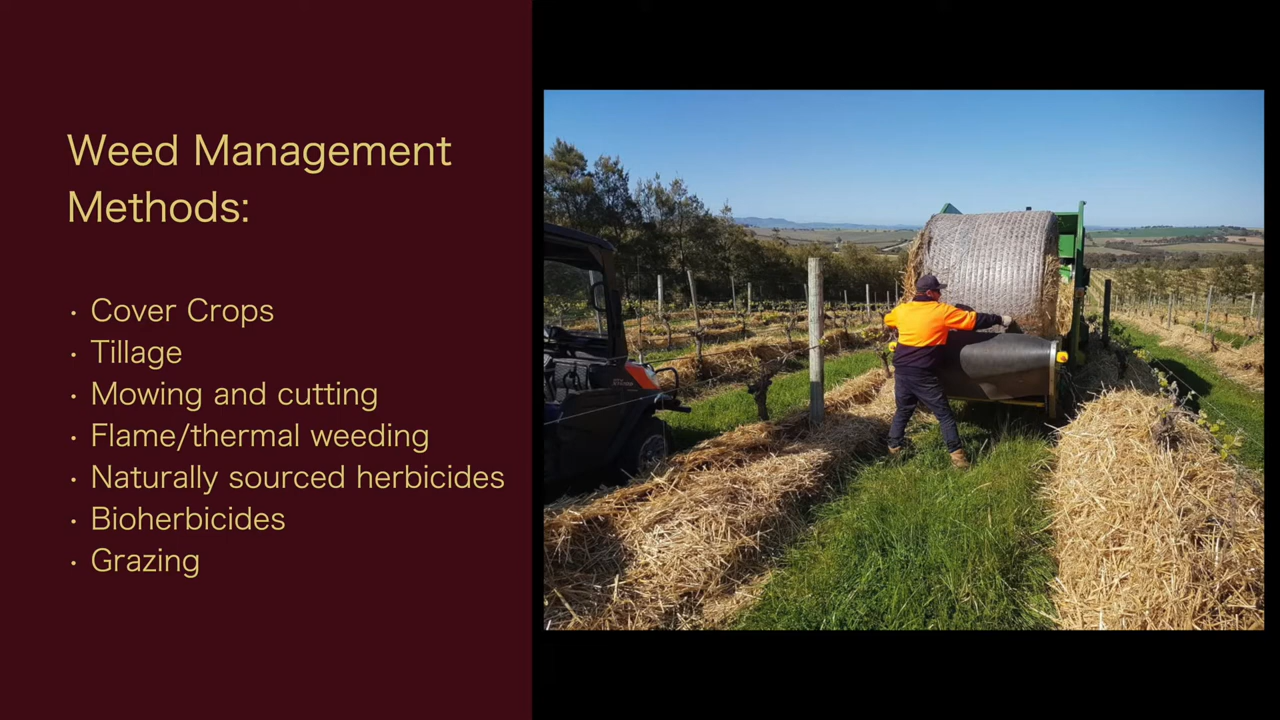 Weed Management
Methods:
• Cover Crops
• Tillage
• Mowing and cutting
• Flame/thermal weeding
• Naturally sourced herbicides
• Bioherbicides
• Grazing